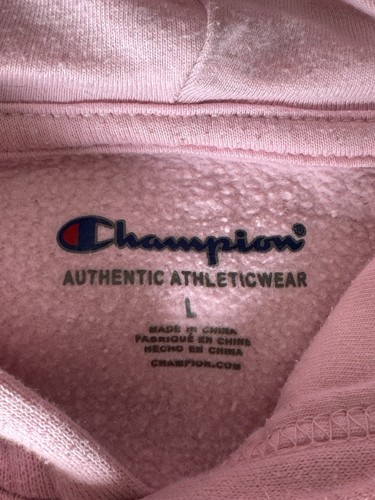 Champion®
AUTHENTIC ATHLETICWEAR
L
MADE IN CHINA
FABRIQUÉ EN CHINE
HECHO EN CHINA
CHAMPION.COM